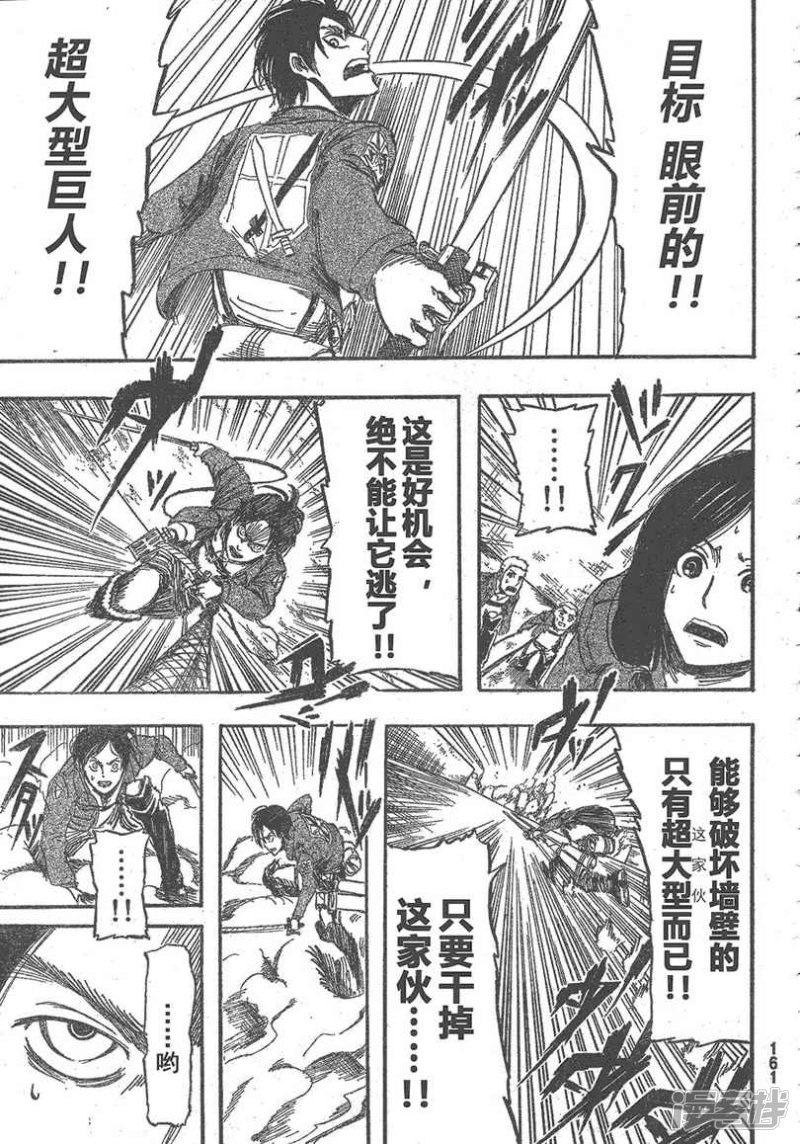 目标 眼前的!!
超大型巨人!!
……!!
这是好机会，
绝不能让它逃了!!
能够破坏墙壁的
只有超大型而已!!
这家伙
只要干掉
这家伙……!!
……!!
……哟
161